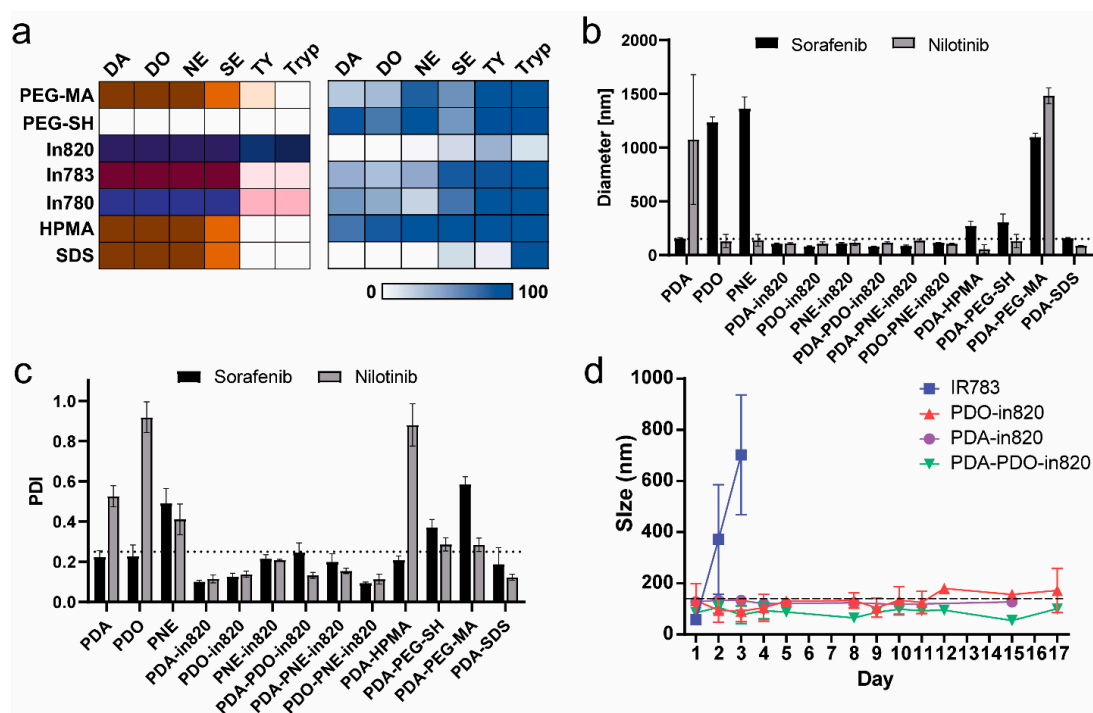 a
DA DO NE SE TY Tryp
DA DO NE SE TY Tryp
PEG-MA
PEG-SH
In820
In783
In780
HPMA
SDS
0 100
b
Sorafenib Nilotinib
Diameter [nm]
2000
1500
1000
500
0
PDA
PDO
PNE
PDA-in820
PDO-in820
PNE-in820
PDA-PDO-in820
PDA-PNE-in820
PDO-PNE-in820
PDA-HPMA
PDA-PEG-SH
PDA-PEG-MA
PDA-SDS
c
Sorafenib Nilotinib
PDI
1.0
0.8
0.6
0.4
0.2
0.0
PDA
PDO
PNE
PDA-in820
PDO-in820
PNE-in820
PDA-PDO-in820
PDA-PNE-in820
PDO-PNE-in820
PDA-HPMA
PDA-PEG-SH
PDA-PEG-MA
PDA-SDS
d
IR783
PDO-in820
PDA-in820
PDA-PDO-in820
SIze (nm)
1000
800
600
400
200
0
1 2 3 4 5 6 7 8 9 10 11 12 13 14 15 16 17
Day